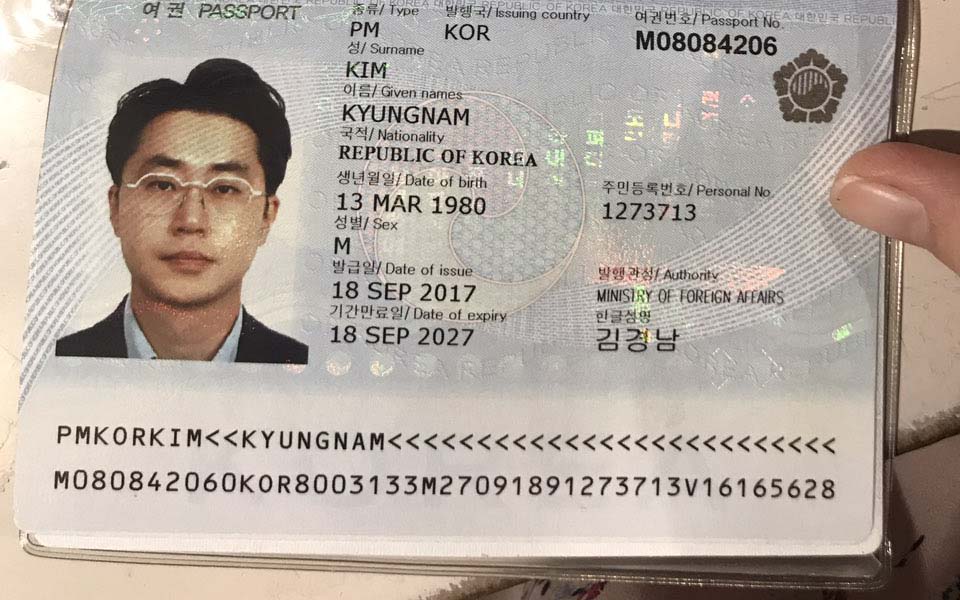 여권 PASSPORT
종류/ Type 발행국/ Issuing country 여권번호/ Passport No.
PM KOR M08084206
성/ Surname
KIM
이름/ Given names
KYUNGNAM
국적/ Nationality
REPUBLIC OF KOREA
생년월일/ Date of birth 주민등록번호/ Personal No.
13 MAR 1980 1273713
성별/ Sex
M
발급일/ Date of issue 발행관청/ Authority
18 SEP 2017 MINISTRY OF FOREIGN AFFAIRS
기간만료일/ Date of expiry 한글성명
18 SEP 2027 김경남
PMKORKIM<<KYUNGNAM<<<<<<<<<<<<<<<<<<<<<<<<<<
M080842060KOR8003133M27091891273713V16165628